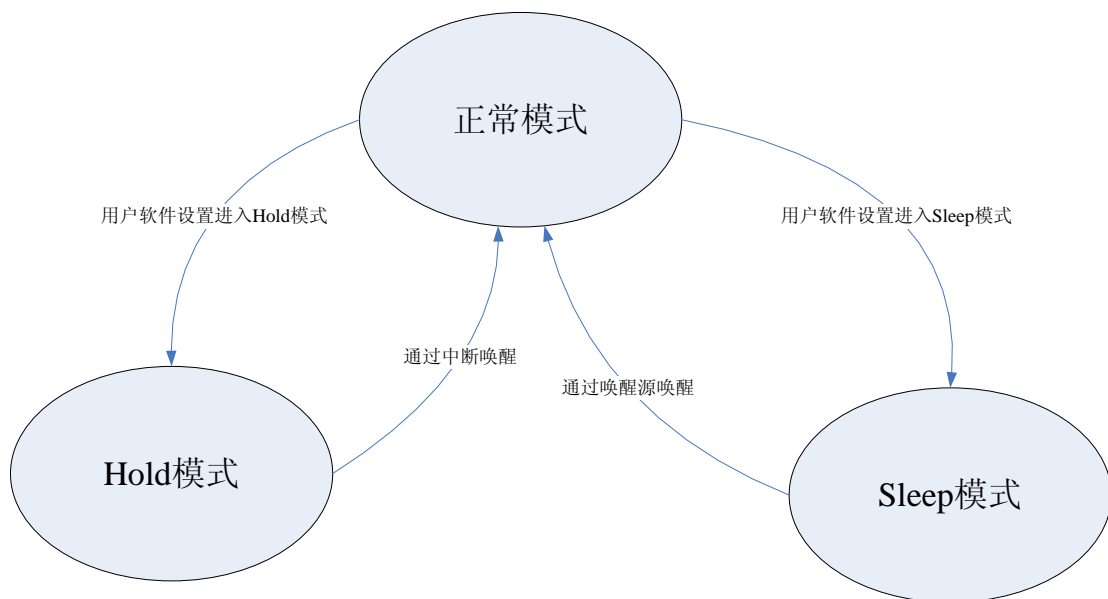 正常模式
用户软件设置进入Hold模式
用户软件设置进入Sleep模式
通过中断唤醒
通过唤醒源唤醒
Hold模式
Sleep模式